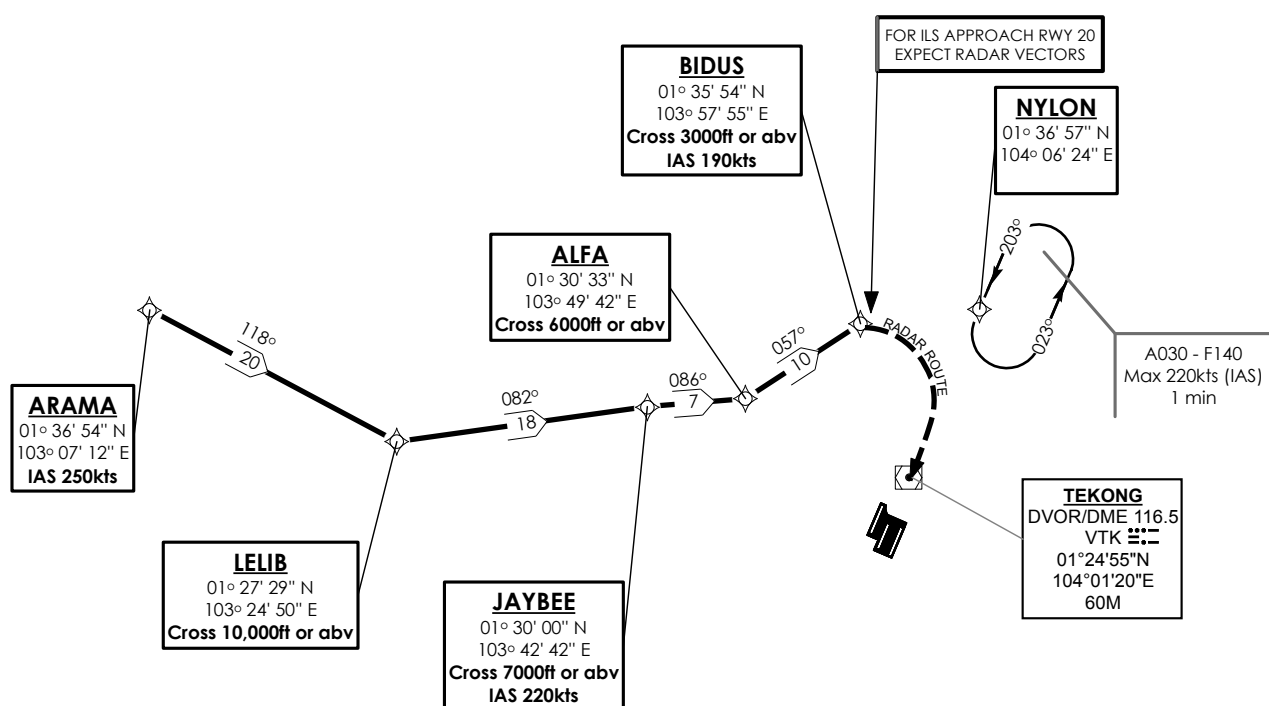 FOR ILS APPROACH RWY 20
EXPECT RADAR VECTORS
BIDUS
01° 35' 54" N
103° 57' 55" E
Cross 3000ft or abv
IAS 190kts
NYLON
01° 36' 57" N
104° 06' 24" E
ALFA
01° 30' 33" N
103° 49' 42" E
Cross 6000ft or abv
203°
023°
118°
20
057°
10
RADAR ROUTE
A030 - F140
Max 220kts (IAS)
1 min
086°
7
082°
18
ARAMA
01° 36' 54" N
103° 07' 12" E
IAS 250kts
TEKONG
DVOR/DME 116.5
VTK
01°24'55"N
104°01'20"E
60M
LELIB
01° 27' 29" N
103° 24' 50" E
Cross 10,000ft or abv
JAYBEE
01° 30' 00" N
103° 42' 42" E
Cross 7000ft or abv
IAS 220kts